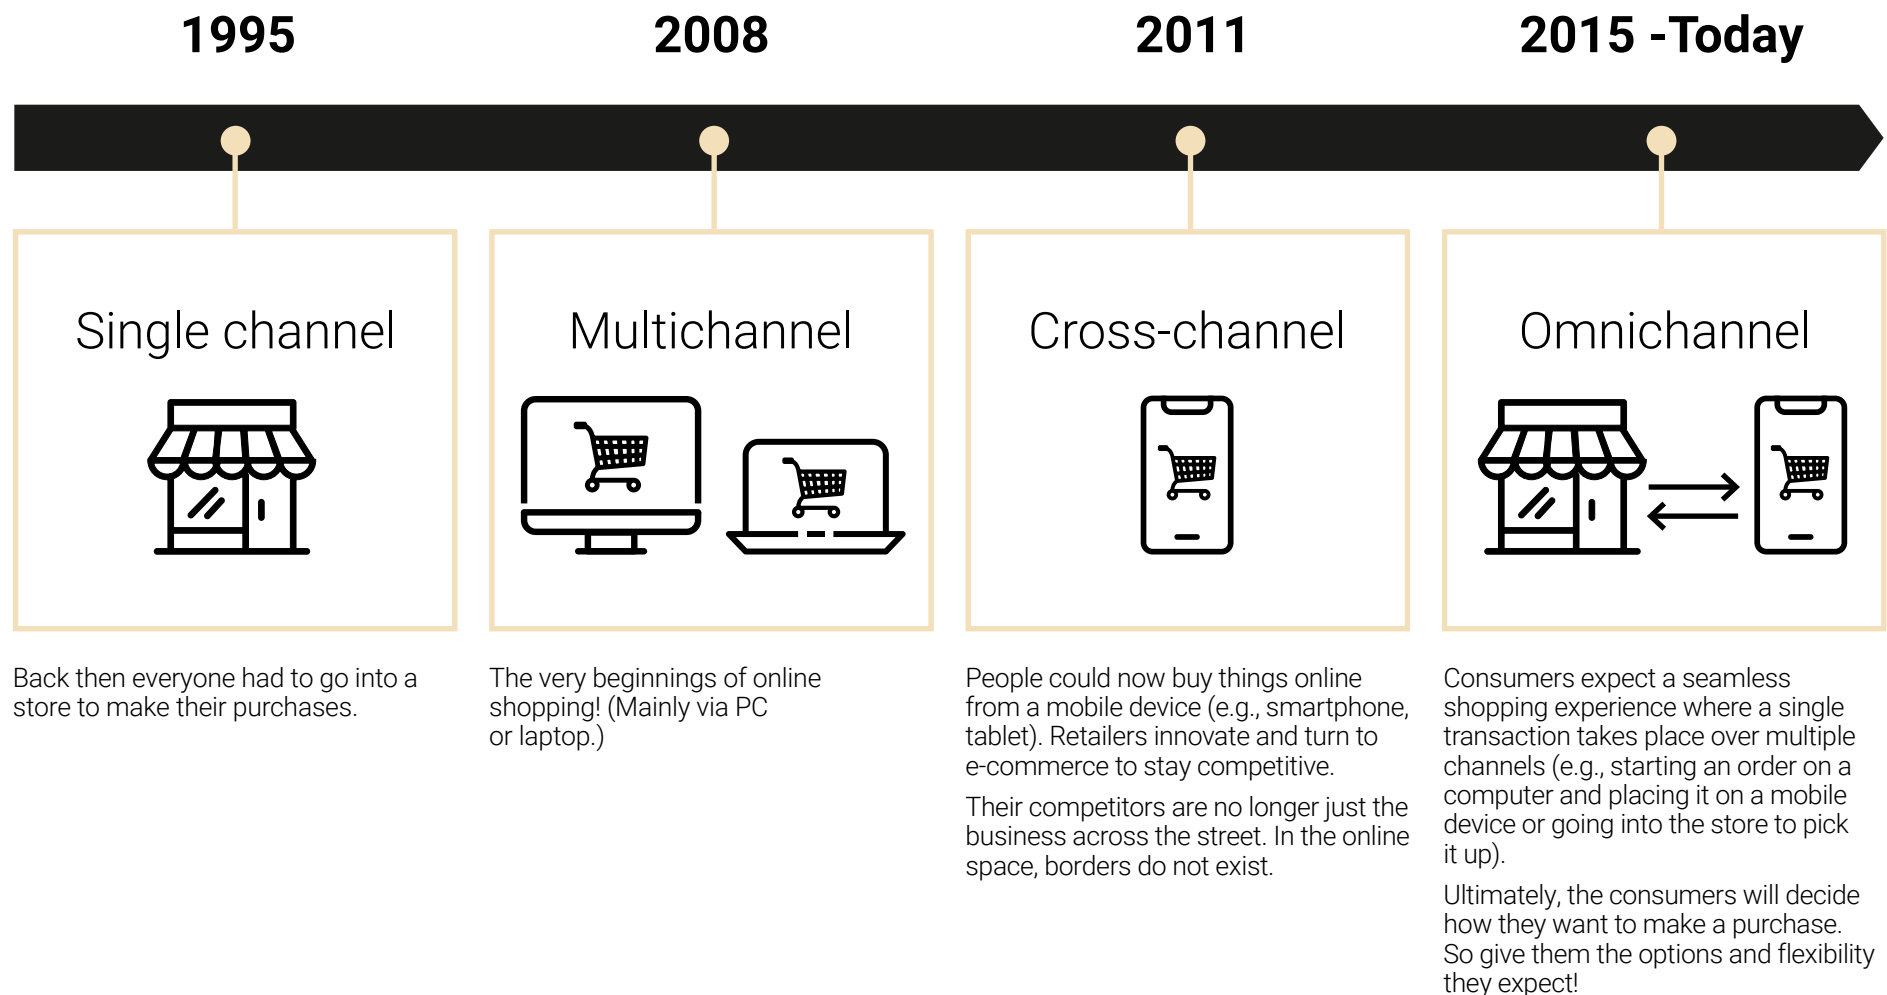 1995
2008
2011
2015 -Today
Single channel
Multichannel
Cross-channel
Omnichannel
Back then everyone had to go into a
store to make their purchases.
The very beginnings of online
shopping! (Mainly via PC
or laptop.)
People could now buy things online
from a mobile device (e.g., smartphone,
tablet). Retailers innovate and turn to
e-commerce to stay competitive.
Their competitors are no longer just the
business across the street. In the online
space, borders do not exist.
Consumers expect a seamless
shopping experience where a single
transaction takes place over multiple
channels (e.g., starting an order on a
computer and placing it on a mobile
device or going into the store to pick
it up).
Ultimately, the consumers will decide
how they want to make a purchase.
So give them the options and flexibility
they expect!